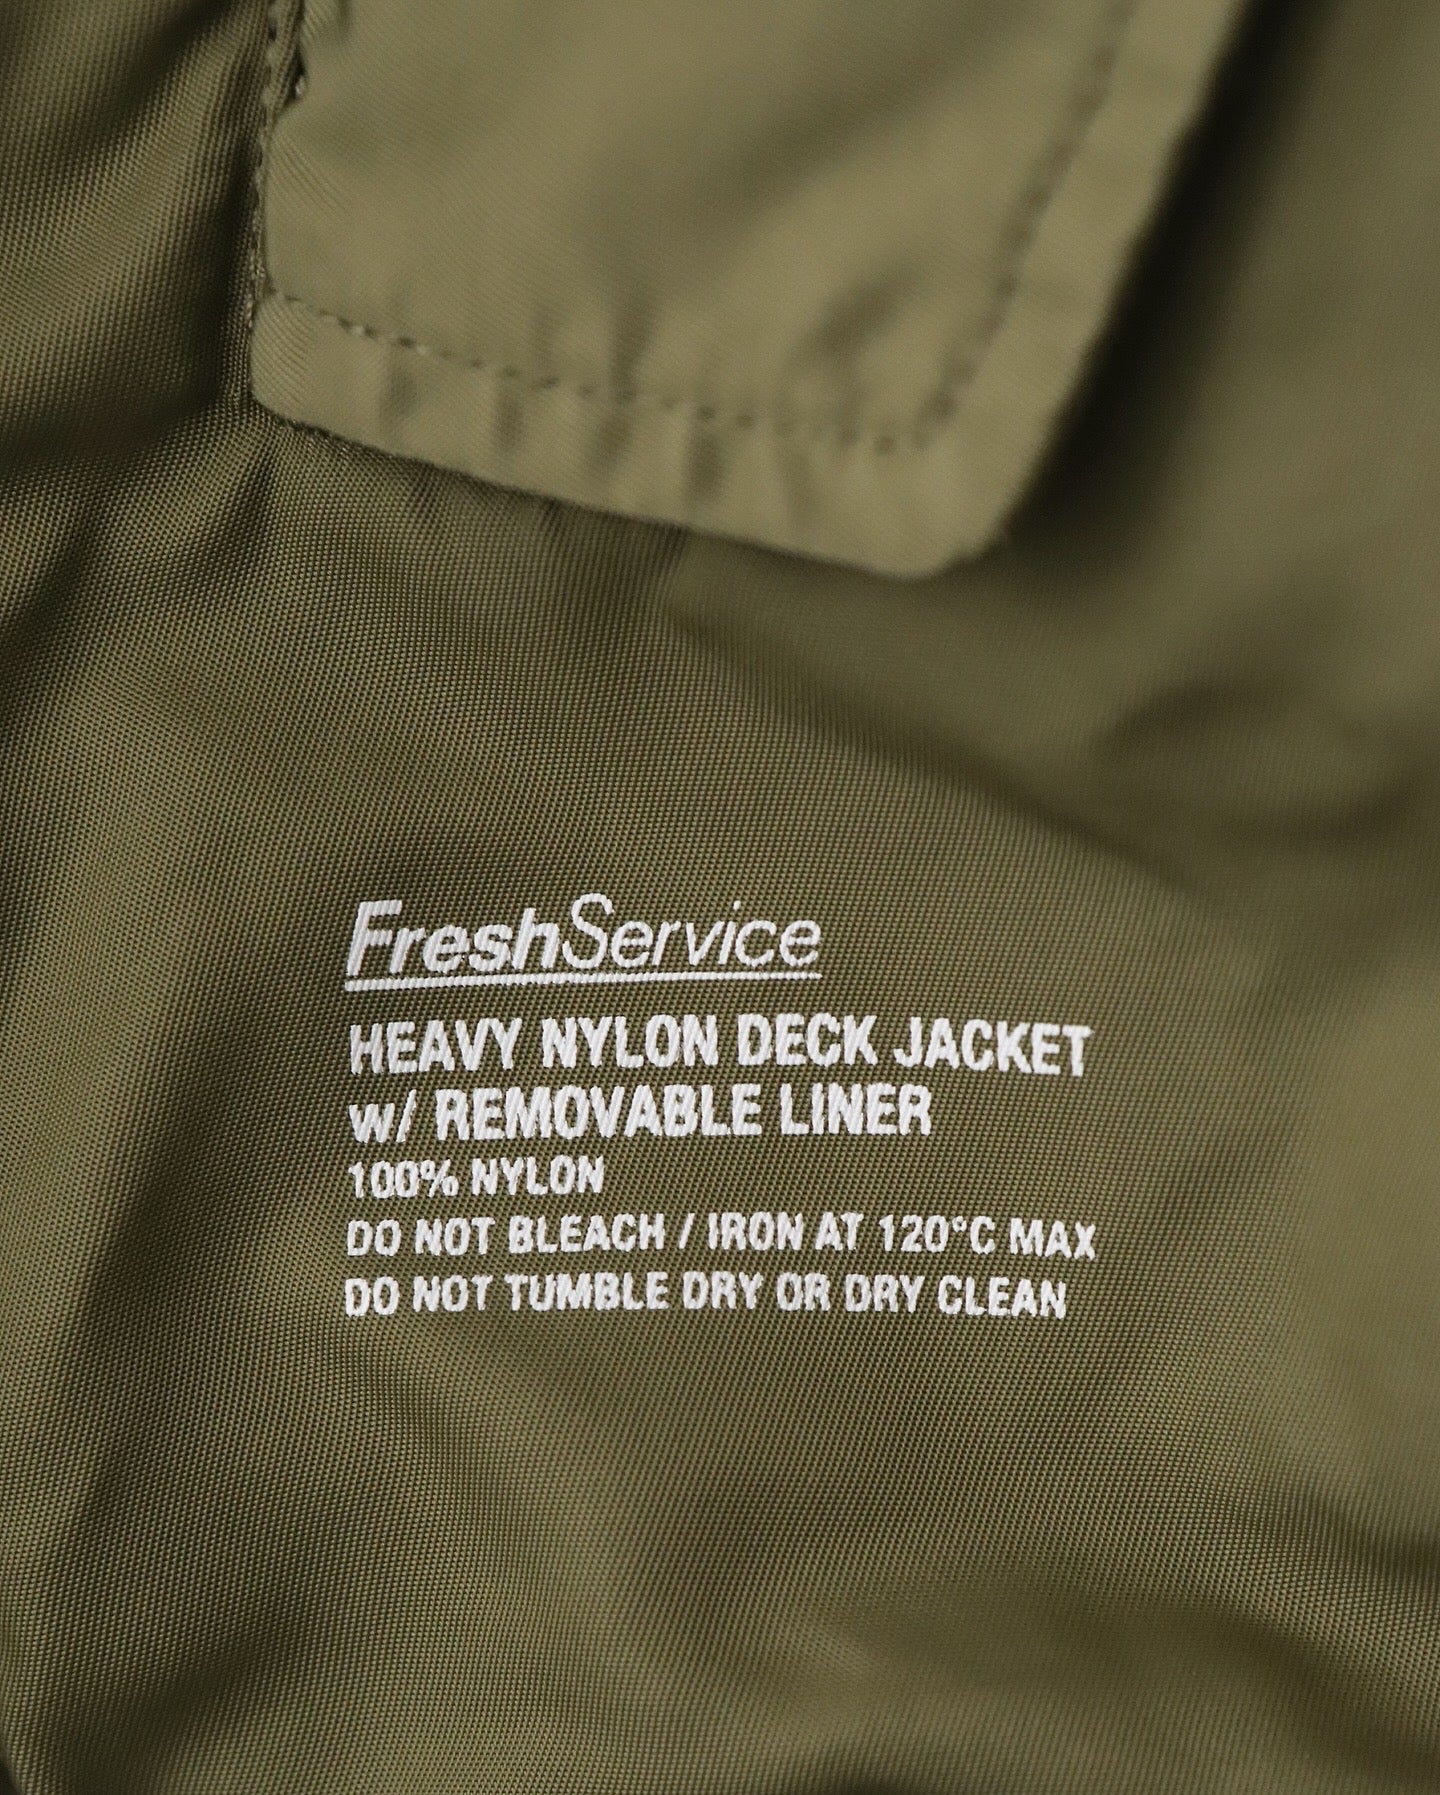 FreshService
HEAVY NYLON DECK JACKET
w/ REMOVABLE LINER
100% NYLON
DO NOT BLEACH / IRON AT 120°C MAX
DO NOT TUMBLE DRY OR DRY CLEAN